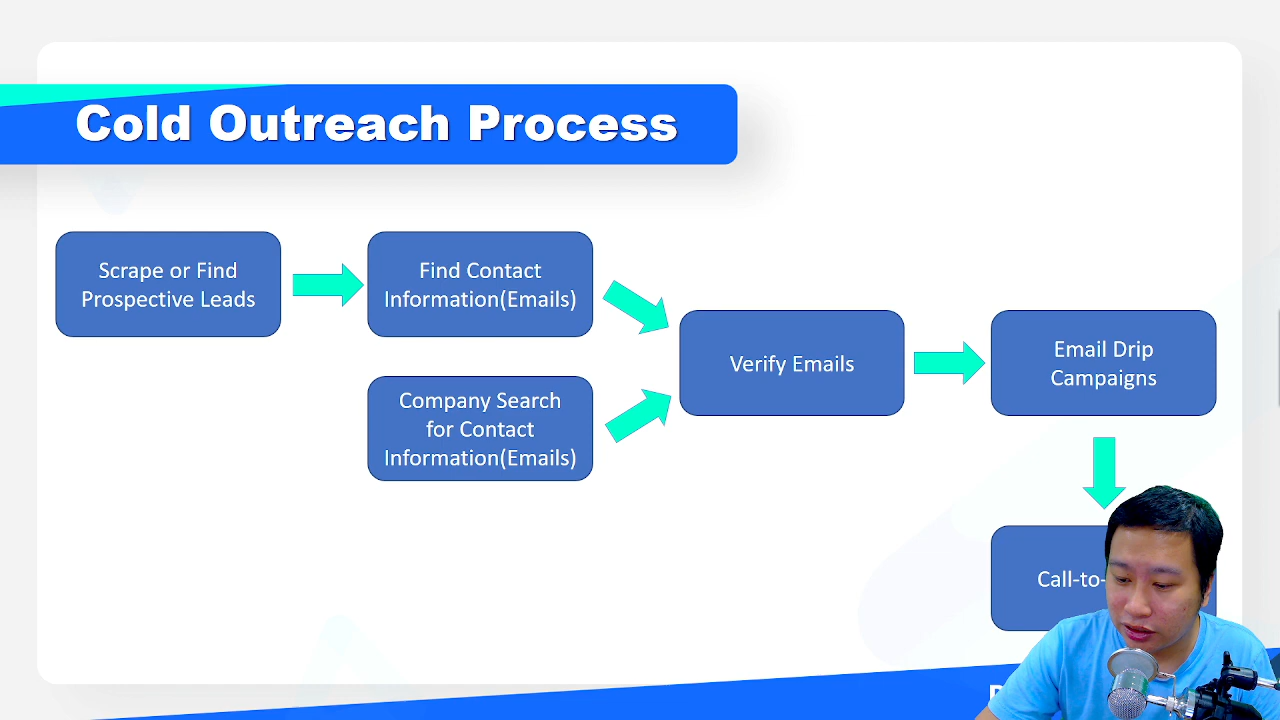 Cold Outreach Process
Scrape or Find
Prospective Leads
Find Contact
Information(Emails)
Company Search
for Contact
Information(Emails)
Verify Emails
Email Drip
Campaigns
Call-to-